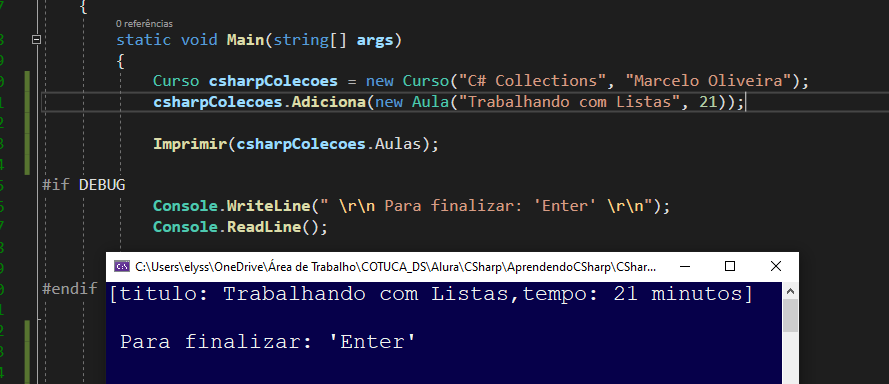 {
0 referências
static void Main(string[] args)
{
Curso csharpColecoes = new Curso("C# Collections", "Marcelo Oliveira");
csharpColecoes.Adiciona(new Aula("Trabalhando com Listas", 21));
Imprimir(csharpColecoes.Aulas);
#if DEBUG
Console.WriteLine(" \r\n Para finalizar: 'Enter' \r\n");
Console.ReadLine();
C:\Users\elyss\OneDrive\Área de Trabalho\COTUCA_DS\Alura\CSharp\AprendendoCSharp\CShar...
#endif
[titulo: Trabalhando com Listas,tempo: 21 minutos]
Para finalizar: 'Enter'